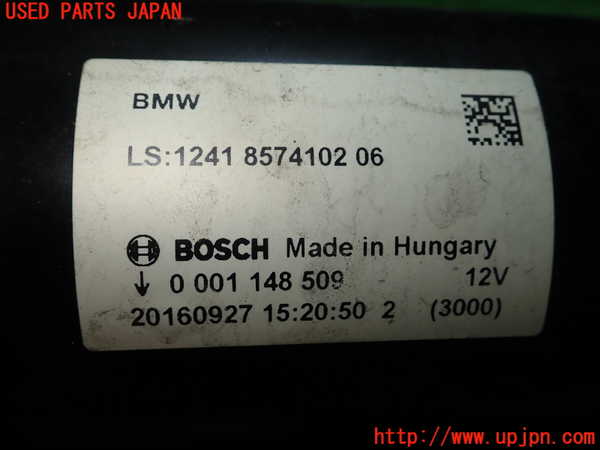 USED PARTS JAPAN
BMW
LS:1241 8574102 06
BOSCH Made in Hungary
↓ 0 001 148 509 12V
20160927 15:20:50 2 (3000)
http://www.upjpn.com/